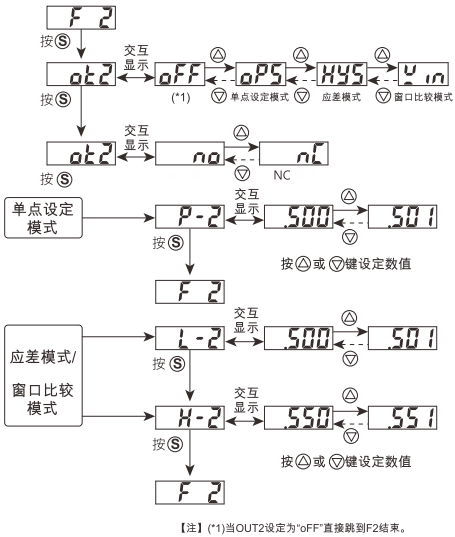 F 2
按Ⓢ
交互
显示
ot2
oFF
oPS
HYS
Y in
(*1)
单点设定模式
应差模式
窗口比较模式
按Ⓢ
交互
显示
ot2
no
nC
NC
按Ⓢ
单点设定
模式
交互
显示
P-2
.500
.501
按Ⓢ
按△或▽键设定数值
F 2
应差模式/
窗口比较
模式
交互
显示
L-2
.500
.501
按Ⓢ
交互
显示
H-2
.550
.551
按Ⓢ
按△或▽键设定数值
F 2
【注】(*1)当OUT2设定为“oFF”直接跳到F2结束。